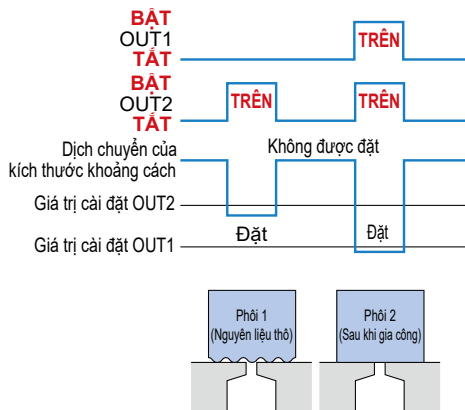 BẬT
OUT1
TẮT
TRÊN
BẬT
OUT2
TẮT
TRÊN
TRÊN
Dịch chuyển của
kích thước khoảng cách
Không được đặt
Giá trị cài đặt OUT2
Đặt
Đặt
Giá trị cài đặt OUT1
Phôi 1
(Nguyên liệu thô)
Phôi 2
(Sau khi gia công)